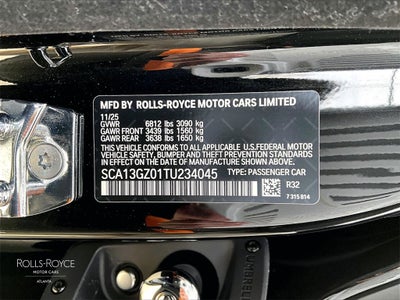 MFD BY ROLLS-ROYCE MOTOR CARS LIMITED
11/25
GVWR 6812 lbs 3090 kg
GAWR FRONT 3439 lbs 1560 kg
GAWR REAR 3638 lbs 1650 kg
THIS VEHICLE CONFORMS TO ALL APPLICABLE U.S. FEDERAL MOTOR
VEHICLE SAFETY, BUMPER, AND THEFT PREVENTION STANDARDS IN
EFFECT ON THE DATE OF MANUFACTURE SHOWN ABOVE.
SCA13GZ01TU234045 TYPE: PASSENGER CAR
R32
7 315 814
ROLLS-ROYCE
MOTOR CARS
ATLANTA
UMBRELL